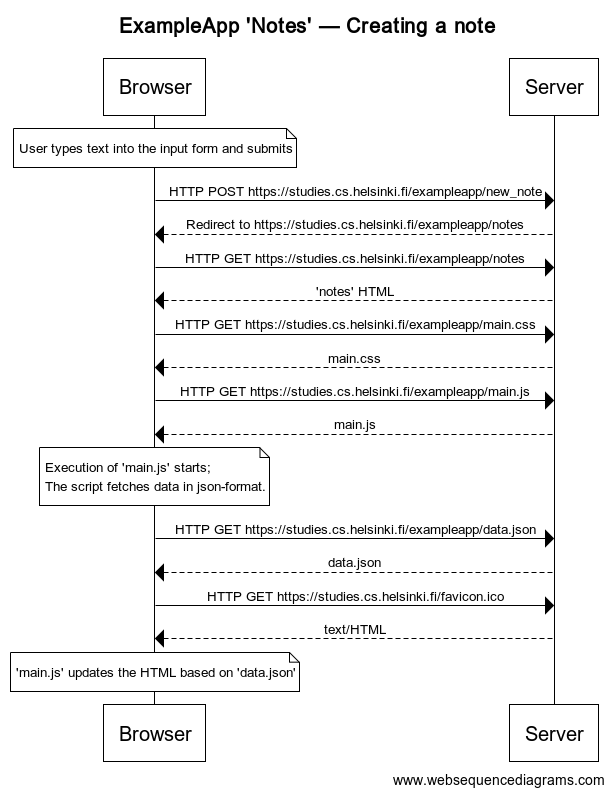 ExampleApp 'Notes' — Creating a note
Browser
Server
User types text into the input form and submits
HTTP POST https://studies.cs.helsinki.fi/exampleapp/new_note
Redirect to https://studies.cs.helsinki.fi/exampleapp/notes
HTTP GET https://studies.cs.helsinki.fi/exampleapp/notes
'notes' HTML
HTTP GET https://studies.cs.helsinki.fi/exampleapp/main.css
main.css
HTTP GET https://studies.cs.helsinki.fi/exampleapp/main.js
main.js
Execution of 'main.js' starts;
The script fetches data in json-format.
HTTP GET https://studies.cs.helsinki.fi/exampleapp/data.json
data.json
HTTP GET https://studies.cs.helsinki.fi/favicon.ico
text/HTML
'main.js' updates the HTML based on 'data.json'
Browser
Server
www.websequencediagrams.com